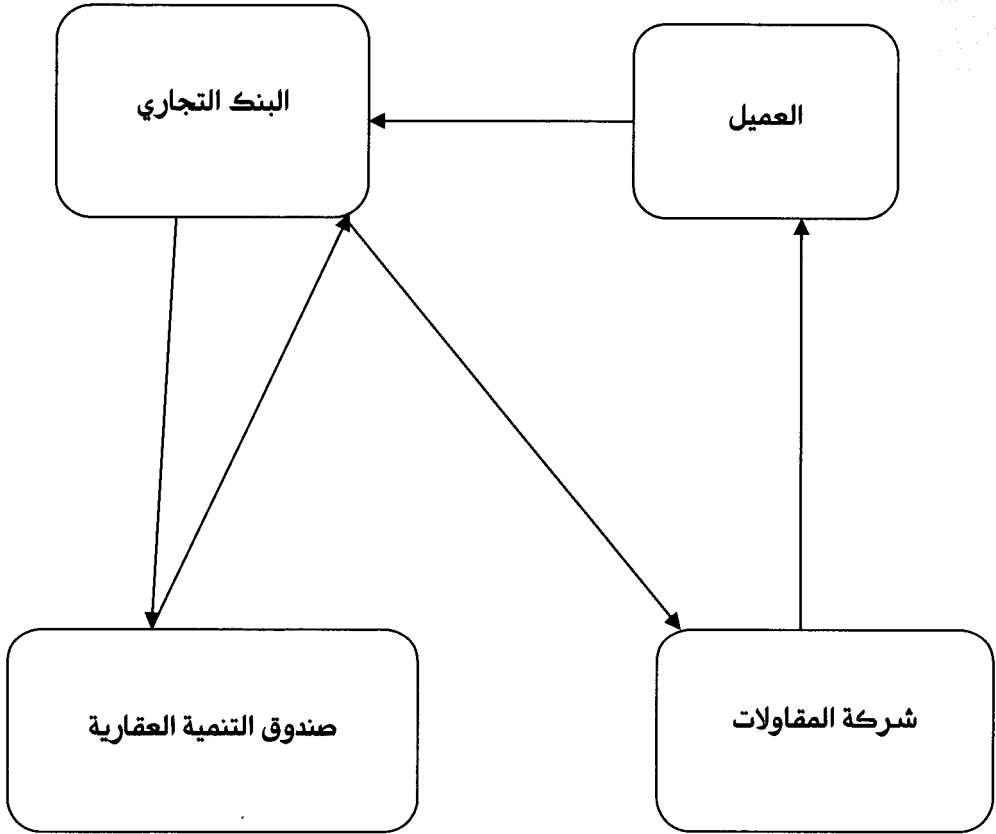 العميل
البنك التجاري
شركة المقاولات
صندوق التنمية العقارية